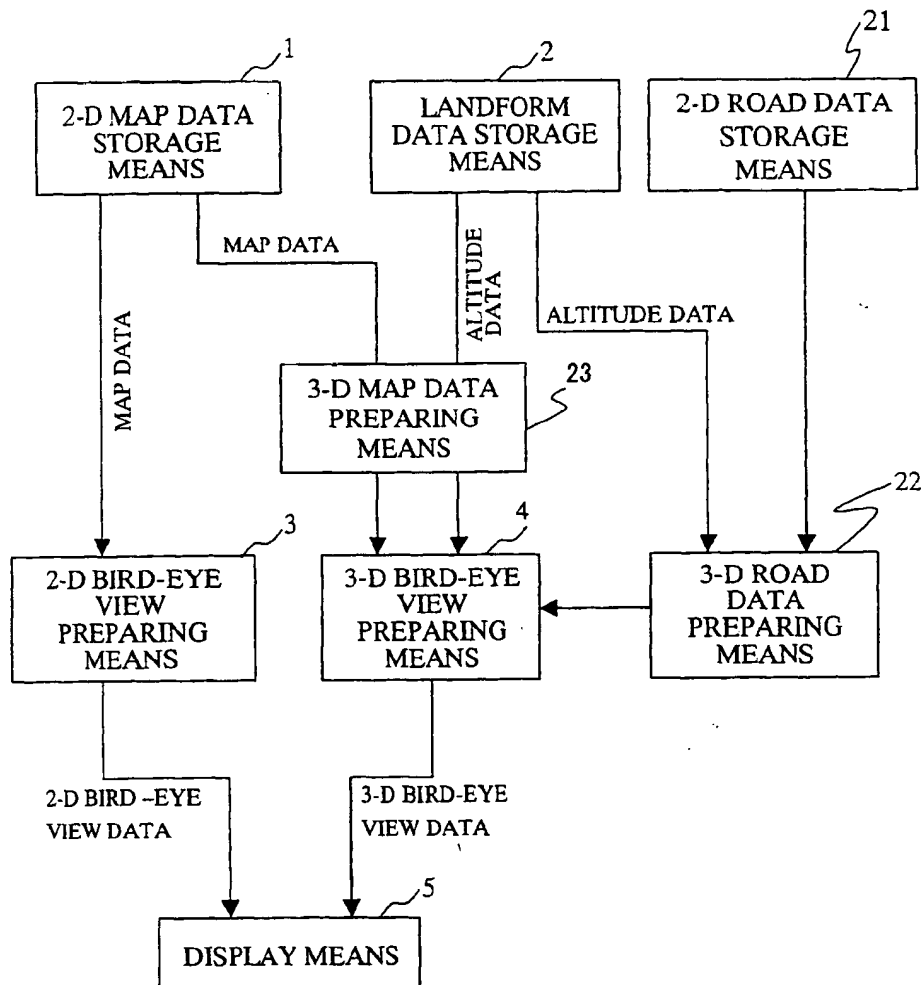 1
2-D MAP DATA
STORAGE
MEANS
2
LANDFORM
DATA STORAGE
MEANS
21
2-D ROAD DATA
STORAGE
MEANS
MAP DATA
MAP DATA
ALTITUDE
DATA
ALTITUDE DATA
23
3-D MAP DATA
PREPARING
MEANS
3
2-D BIRD-EYE
VIEW
PREPARING
MEANS
4
3-D BIRD-EYE
VIEW
PREPARING
MEANS
22
3-D ROAD
DATA
PREPARING
MEANS
2-D BIRD -EYE
VIEW DATA
3-D BIRD-EYE
VIEW DATA
5
DISPLAY MEANS